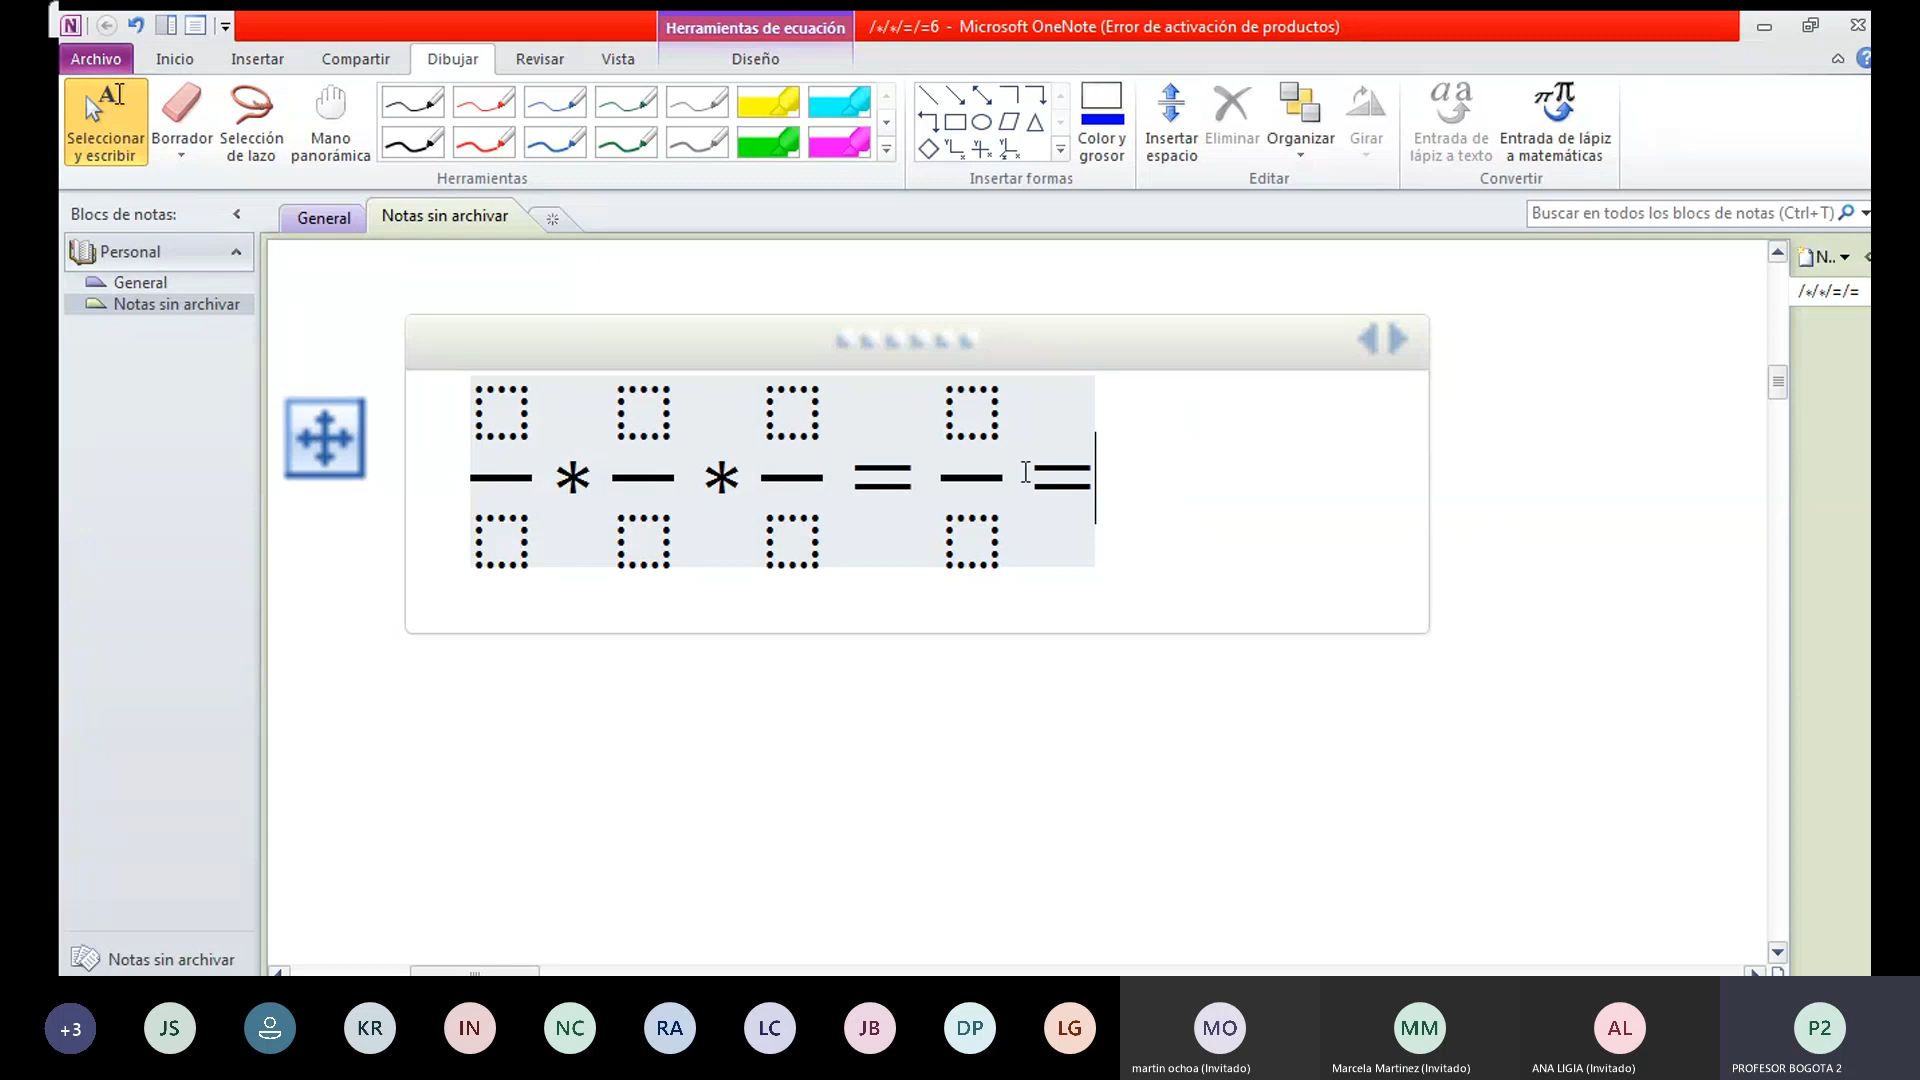 Herramientas de ecuación
/*/*/=/=6 - Microsoft OneNote (Error de activación de productos)
Archivo Inicio Insertar Compartir Dibujar Revisar Vista Diseño
Seleccionar y escribir
Borrador
Selección de lazo
Mano panorámica
Color y grosor
Insertar espacio
Eliminar
Organizar
Girar
Entrada de lápiz a texto
Entrada de lápiz a matemáticas
Herramientas
Insertar formas
Editar
Convertir
Blocs de notas:
General
Notas sin archivar
Buscar en todos los blocs de notas (Ctrl+T)
Personal
N..
General
/*/*/=/=
Notas sin archivar
* * = =
Notas sin archivar
+3 JS KR IN NC RA LC JB DP LG MO MM AL P2
martin ochoa (Invitado)
Marcela Martinez (Invitado)
ANA LIGIA (Invitado)
PROFESOR BOGOTA 2